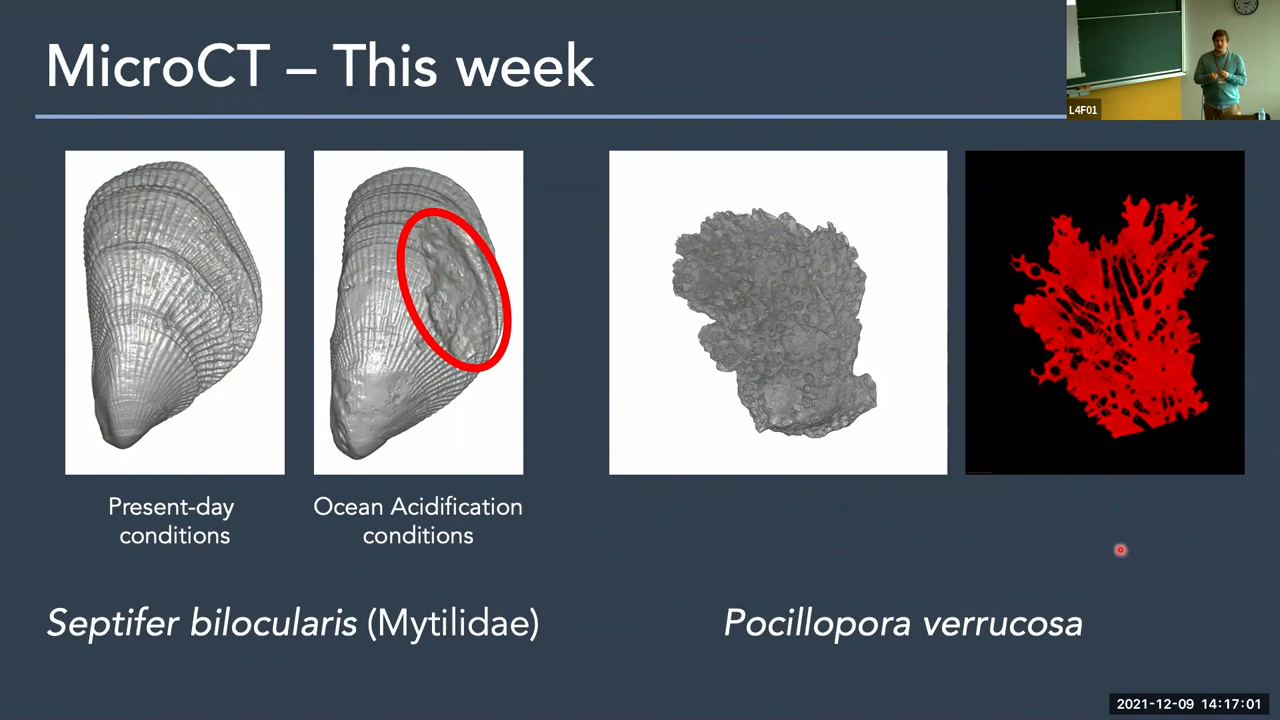 MicroCT – This week
L4F01
Present-day
conditions
Ocean Acidification
conditions
Septifer bilocularis (Mytilidae)
Pocillopora verrucosa
2021-12-09 14:17:01